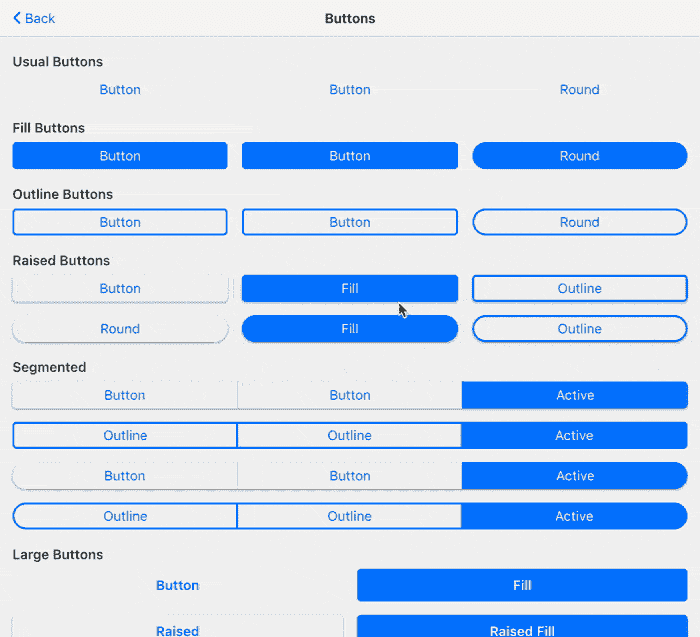 Back
Buttons
Usual Buttons
Button Button Round
Fill Buttons
Button Button Round
Outline Buttons
Button Button Round
Raised Buttons
Button Fill Outline
Round Fill Outline
Segmented
Button Button Active
Outline Outline Active
Button Button Active
Outline Outline Active
Large Buttons
Button Fill
Raised Raised Fill